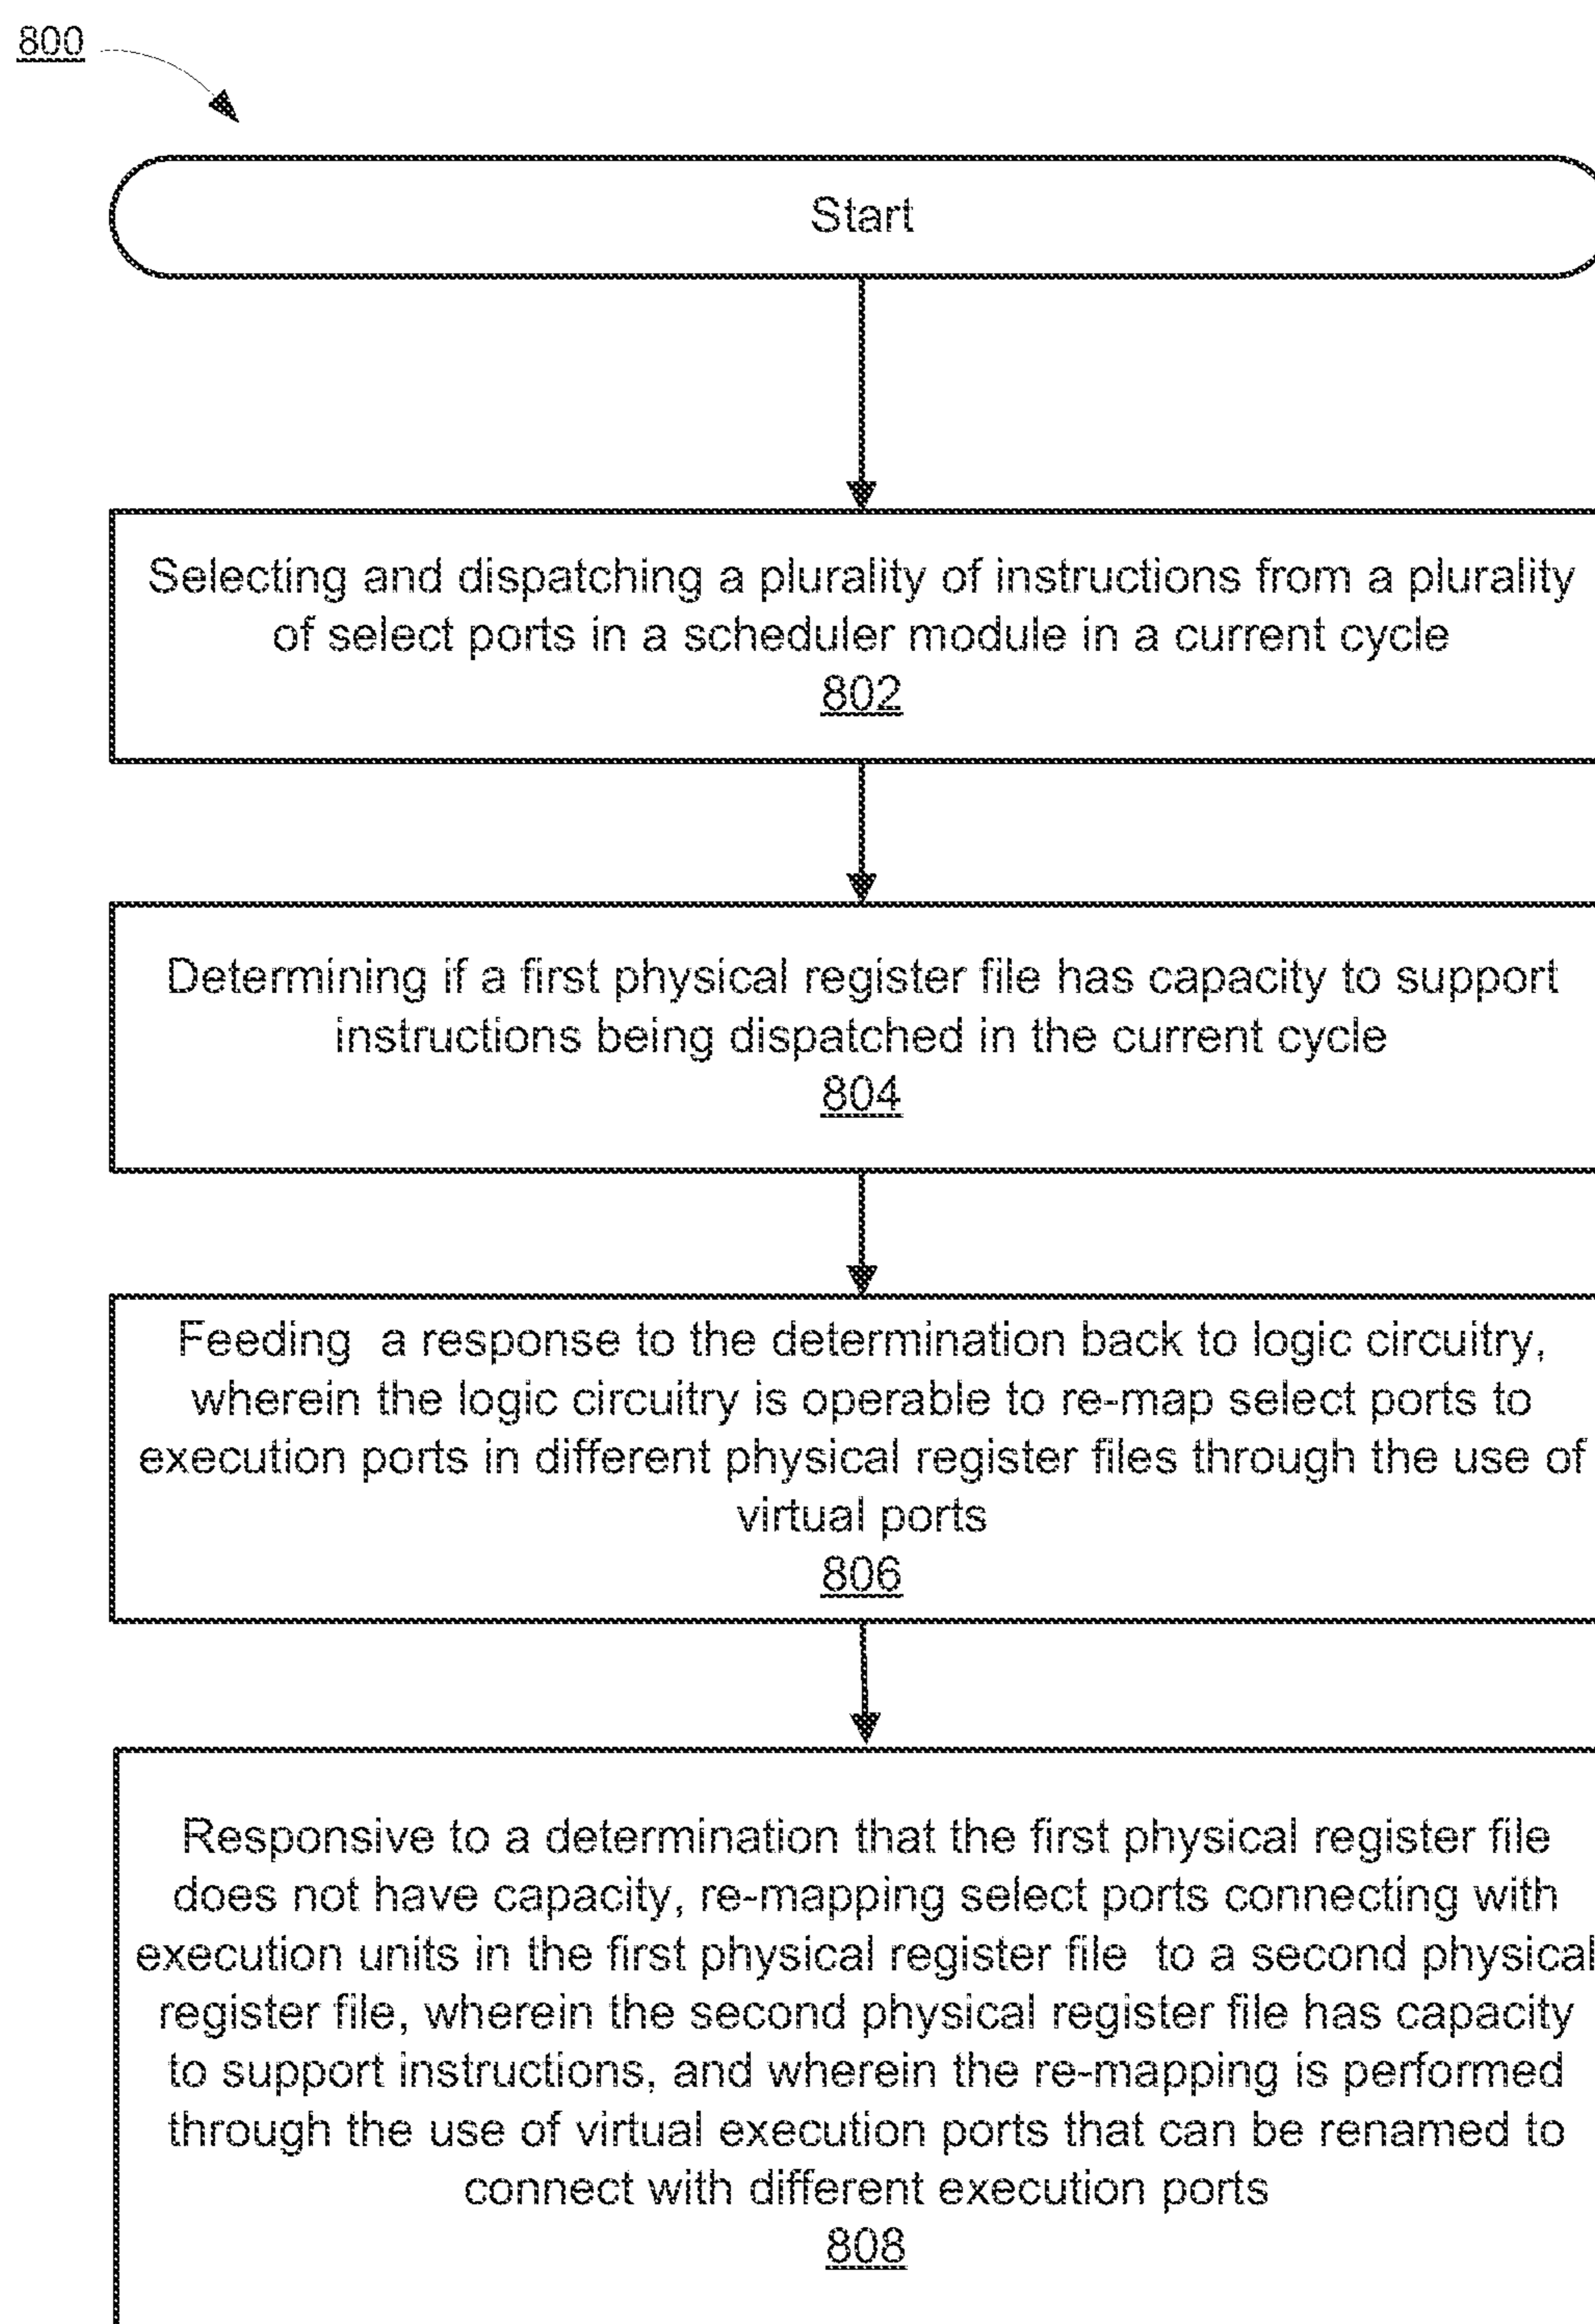 800
Start
Selecting and dispatching a plurality of instructions from a plurality
of select ports in a scheduler module in a current cycle
802
Determining if a first physical register file has capacity to support
instructions being dispatched in the current cycle
804
Feeding a response to the determination back to logic circuitry,
wherein the logic circuitry is operable to re-map select ports to
execution ports in different physical register files through the use of
virtual ports
806
Responsive to a determination that the first physical register file
does not have capacity, re-mapping select ports connecting with
execution units in the first physical register file to a second physical
register file, wherein the second physical register file has capacity
to support instructions, and wherein the re-mapping is performed
through the use of virtual execution ports that can be renamed to
connect with different execution ports
808